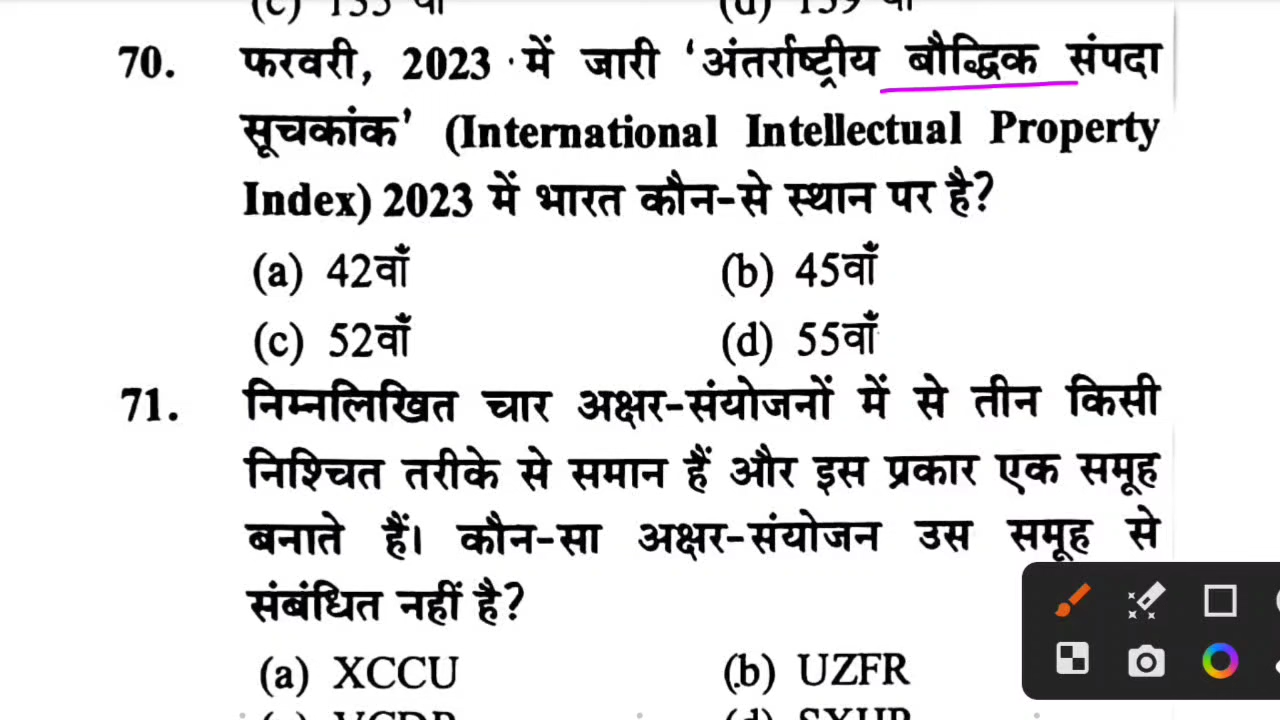 (c) 135 वाँ (d) 139 वाँ
70. फरवरी, 2023 में जारी ‘अंतर्राष्ट्रीय बौद्धिक संपदा
सूचकांक’ (International Intellectual Property
Index) 2023 में भारत कौन-से स्थान पर है?
(a) 42वाँ (b) 45वाँ
(c) 52वाँ (d) 55वाँ
71. निम्नलिखित चार अक्षर-संयोजनों में से तीन किसी
निश्चित तरीके से समान हैं और इस प्रकार एक समूह
बनाते हैं। कौन-सा अक्षर-संयोजन उस समूह से
संबंधित नहीं है?
(a) XCCU (b) UZFR